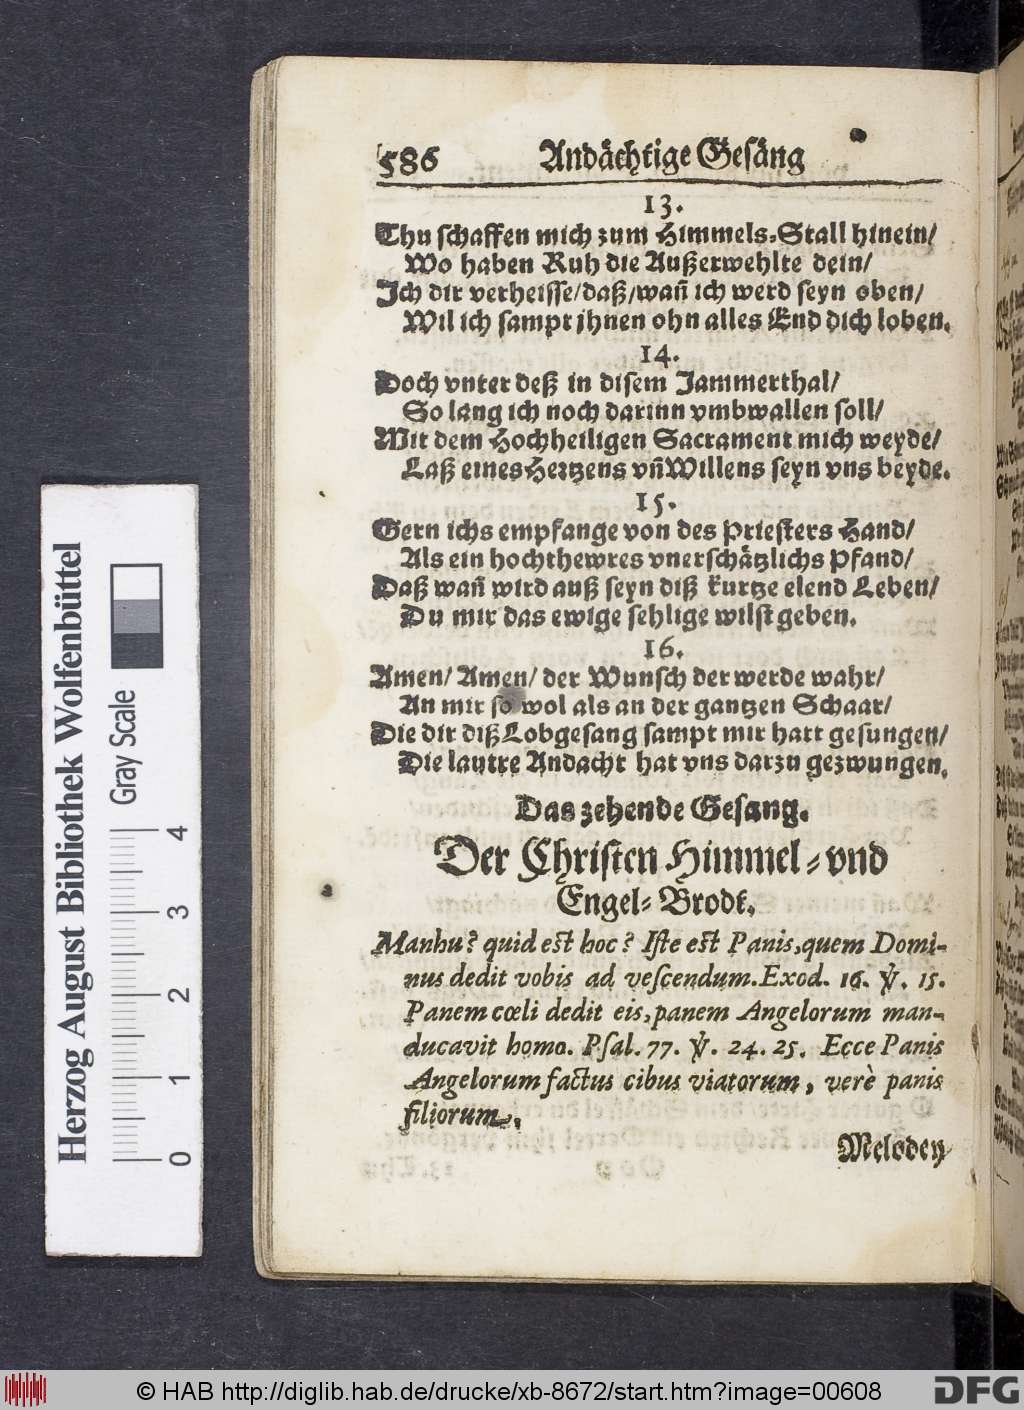 586 Andächtige Gesäng
13.
Thu schaffen mich zum Himmels-Stall hinein/
Wo haben Ruh die Außerwehlte dein/
Ich dir verheisse/daß/wañ ich werd seyn oben/
Wil ich sampt ihnen ohn alles End dich loben.
14.
Doch vnter deß in disem Jammerthal/
So lang ich noch darinn vmbwallen soll/
Mit dem Hochheiligen Sacrament mich weyde/
Laß eines Hertzens vñ Willens seyn vns beyde.
15.
Gern ichs empfange von des Priesters Hand/
Als ein hochthewres vnerschätzlichs Pfand/
Daß wañ wird auß seyn diß kurtze elend Leben/
Du mir das ewige sehlige wilst geben.
16.
Amen/ Amen/ der Wunsch der werde wahr/
An mir so wol als an der gantzen Schaar/
Die dir diß Lobgesang sampt mir hatt gesungen/
Die lautre Andacht hat vns darzu gezwungen.
Das zehende Gesang.
Der Christen Himmel- vnd
Engel- Brodt.
Manhu? quid est hoc? Iste est Panis, quem Domi-
nus dedit vobis ad vescendum. Exod. 16. ℣. 15.
Panem cœli dedit eis, panem Angelorum man-
ducavit homo. Psal. 77. ℣. 24. 25. Ecce Panis
Angelorum factus cibus viatorum, verè panis
filiorum.
Melodey
Herzog August Bibliothek Wolfenbüttel
Gray Scale
0 1 2 3 4
© HAB http://diglib.hab.de/drucke/xb-8672/start.htm?image=00608
DFG